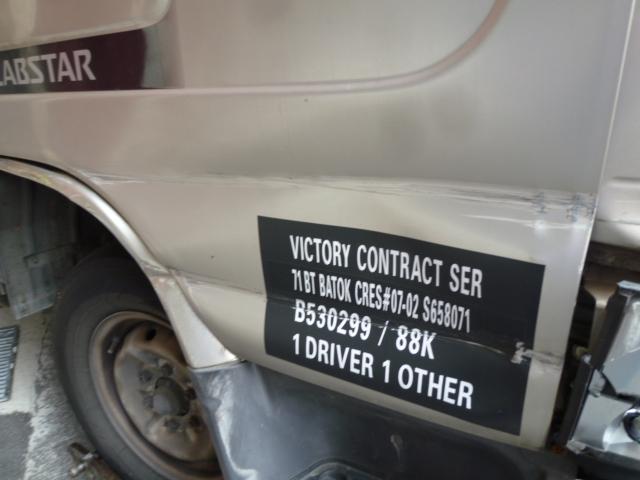 LABSTAR
VICTORY CONTRACT SER
71 BT BATOK CRES#07-02 S658071
B530299 / 88K
1 DRIVER 1 OTHER